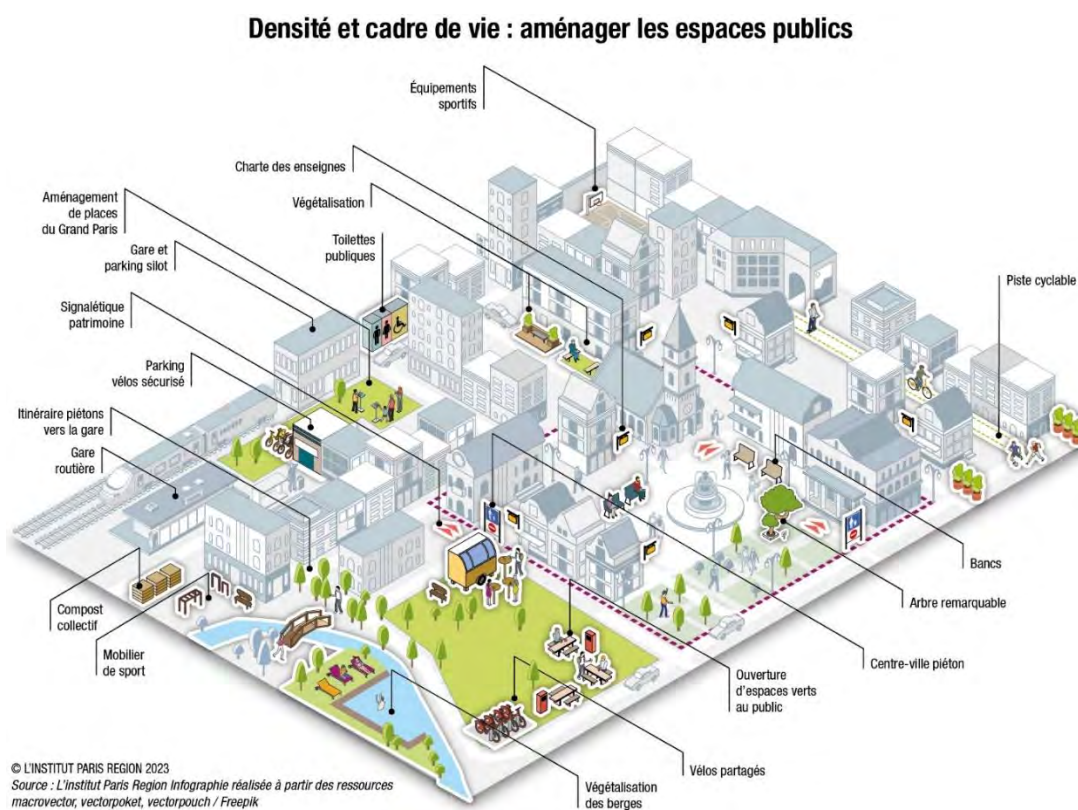 Densité et cadre de vie : aménager les espaces publics
Équipements
sportifs
Charte des enseignes
Végétalisation
Aménagement
de places
du Grand Paris
Toilettes
publiques
Gare et
parking silot
Signalétique
patrimoine
Parking
vélos sécurisé
Itinéraire piétons
vers la gare
Gare
routière
Piste cyclable
Compost
collectif
Mobilier
de sport
Bancs
Arbre remarquable
Centre-ville piéton
Ouverture
d'espaces verts
au public
Vélos partagés
Végétalisation
des berges
© L'INSTITUT PARIS REGION 2023
Source : L'Institut Paris Region Infographie réalisée à partir des ressources
macrovector, vectorpoket, vectorpouch / Freepik